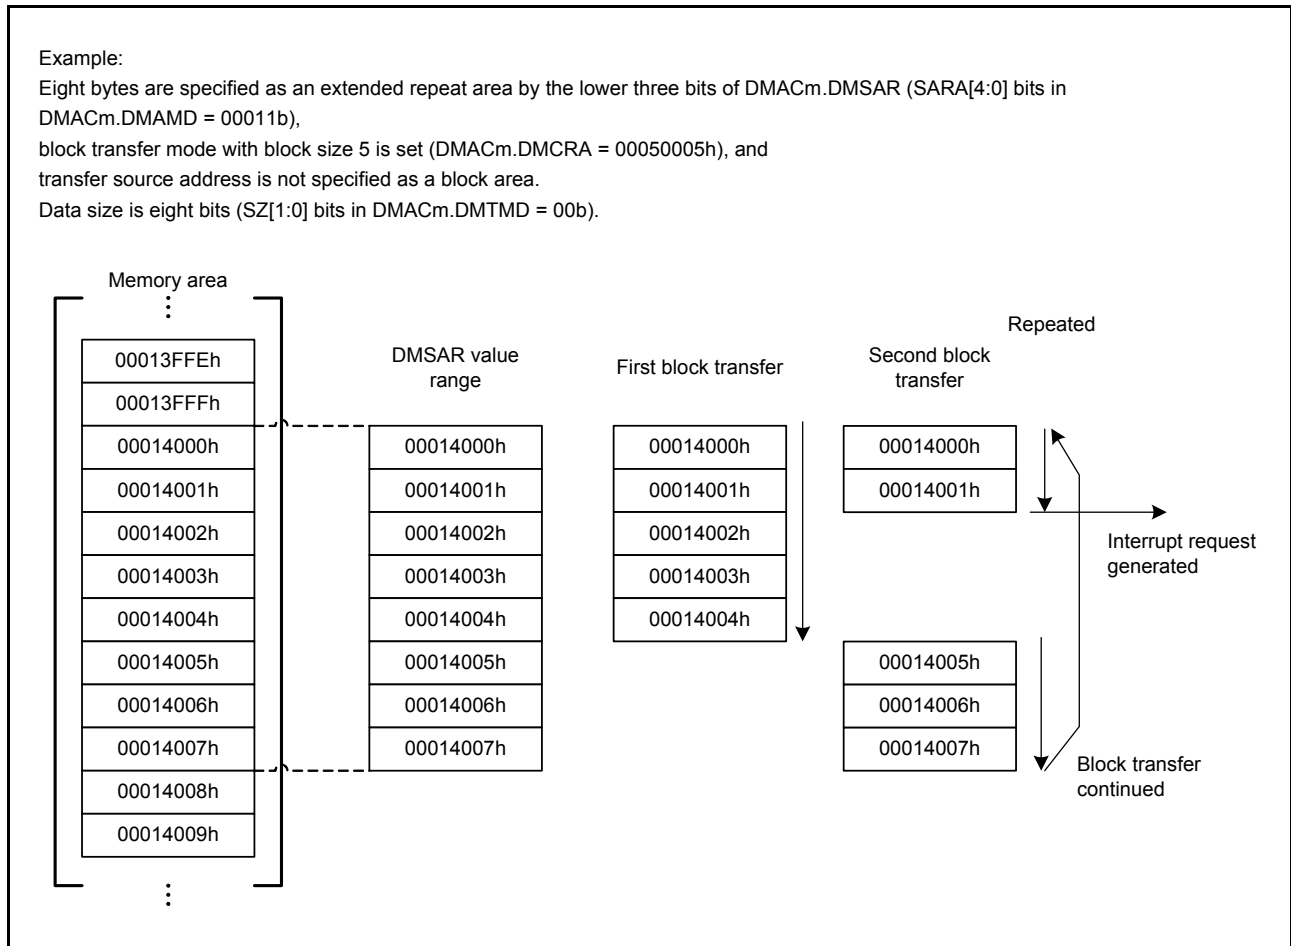 Example:
Eight bytes are specified as an extended repeat area by the lower three bits of DMACm.DMSAR (SARA[4:0] bits in
DMACm.DMAMD = 00011b),
block transfer mode with block size 5 is set (DMACm.DMCRA = 00050005h), and
transfer source address is not specified as a block area.
Data size is eight bits (SZ[1:0] bits in DMACm.DMTMD = 00b).
Memory area
00013FFEh
00013FFFh
00014000h
00014001h
00014002h
00014003h
00014004h
00014005h
00014006h
00014007h
00014008h
00014009h
DMSAR value
range
00014000h
00014001h
00014002h
00014003h
00014004h
00014005h
00014006h
00014007h
First block transfer
00014000h
00014001h
00014002h
00014003h
00014004h
Second block
transfer
00014000h
00014001h
00014005h
00014006h
00014007h
Repeated
Interrupt request
generated
Block transfer
continued